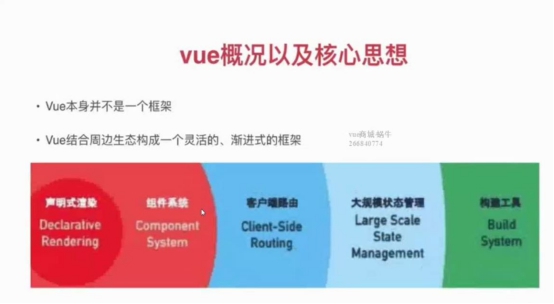 vue概况以及核心思想
• Vue本身并不是一个框架
• Vue结合周边生态构成一个灵活的、渐进式的框架
vue商城 蜗牛
266840774
声明式渲染
Declarative
Rendering
组件系统
Component
System
客户端路由
Client-Side
Routing
大规模状态管理
Large Scale
State
Management
构建工具
Build
System